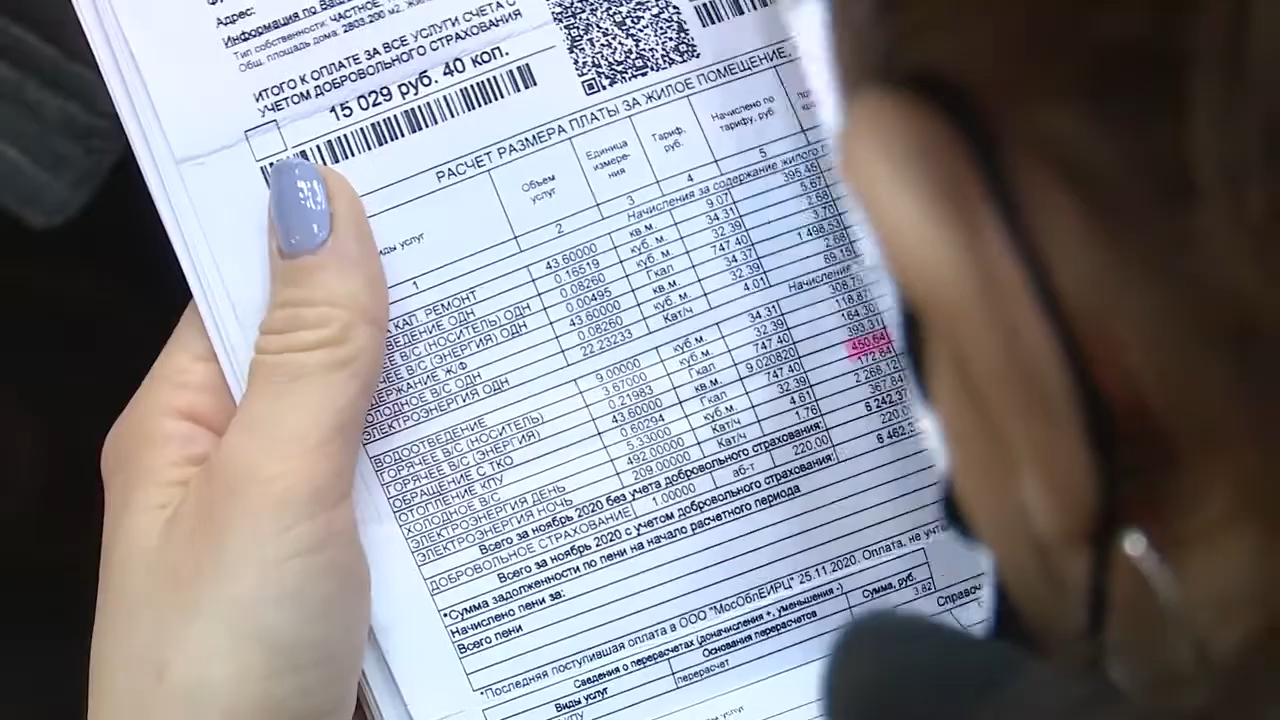 Адрес:
Информация по
Тип собственности: ЧАСТНОЕ,
Общ. площадь дома: 2803.200 м2,
ИТОГО К ОПЛАТЕ ЗА ВСЕ УСЛУГИ СЧЕТА С
УЧЕТОМ ДОБРОВОЛЬНОГО СТРАХОВАНИЯ
15 029 руб. 40 коп.
РАСЧЕТ РАЗМЕРА ПЛАТЫ ЗА ЖИЛОЕ ПОМЕЩЕНИЕ,
иды услуг Объем услуг Единица измере-ния Тариф, руб. Начислено по тарифу, руб
1 2 3 4 5
Начисления за содержание жилого
КАП. РЕМОНТ 43.60000 кв.м. 9.07 395.45
ВЕДЕНИЕ ОДН 0.16519 куб. м. 34.31 5.67
ЧЕЕ В/С (НОСИТЕЛЬ) ОДН 0.08260 куб. м. 32.39 2.68
ЧЕЕ В/С (ЭНЕРГИЯ) ОДН 0.00495 Гкал 747.40 3.70
ЕРЖАНИЕ Ж/Ф 43.60000 кв.м. 34.37 1 498.53
ХОЛОДНОЕ В/С ОДН 0.08260 куб. м. 32.39 2.68
ЭЛЕКТРОЭНЕРГИЯ ОДН 22.23233 Квт/ч 4.01 89.15
Начисления
ВОДООТВЕДЕНИЕ 9.00000 куб.м. 34.31 308.79
ГОРЯЧЕЕ В/С (НОСИТЕЛЬ) 3.67000 куб. м. 32.39 118.87
ГОРЯЧЕЕ В/С (ЭНЕРГИЯ) 0.21983 Гкал 747.40 164.30
ОБРАЩЕНИЕ С ТКО 43.60000 кв.м. 9.020820 393.31
ОТОПЛЕНИЕ КПУ 0.60294 Гкал 747.40 450.64
ХОЛОДНОЕ В/С 5.33000 куб.м. 32.39 172.64
ЭЛЕКТРОЭНЕРГИЯ ДЕНЬ 492.00000 Квт/ч 4.61 2 268.12
ЭЛЕКТРОЭНЕРГИЯ НОЧЬ 209.00000 Квт/ч 1.76 367.84
Всего за ноябрь 2020 без учета добровольного страхования: 6 242.37
ДОБРОВОЛЬНОЕ СТРАХОВАНИЕ 1.00000 аб-т 220.00 220.0
Всего за ноябрь 2020 с учетом добровольного страхования: 6 462.3
*Сумма задолженности по пени на начало расчетного периода
Начислено пени за:
Всего пени
*Последняя поступившая оплата в ООО "МосОблЕИРЦ" 25.11.2020. Оплата, не
Сведения о перерасчетах (доначисления +, уменьшения -)
Виды услуг Основания перерасчетов Сумма, руб.
КПУ перерасчет 3.82
Справоч